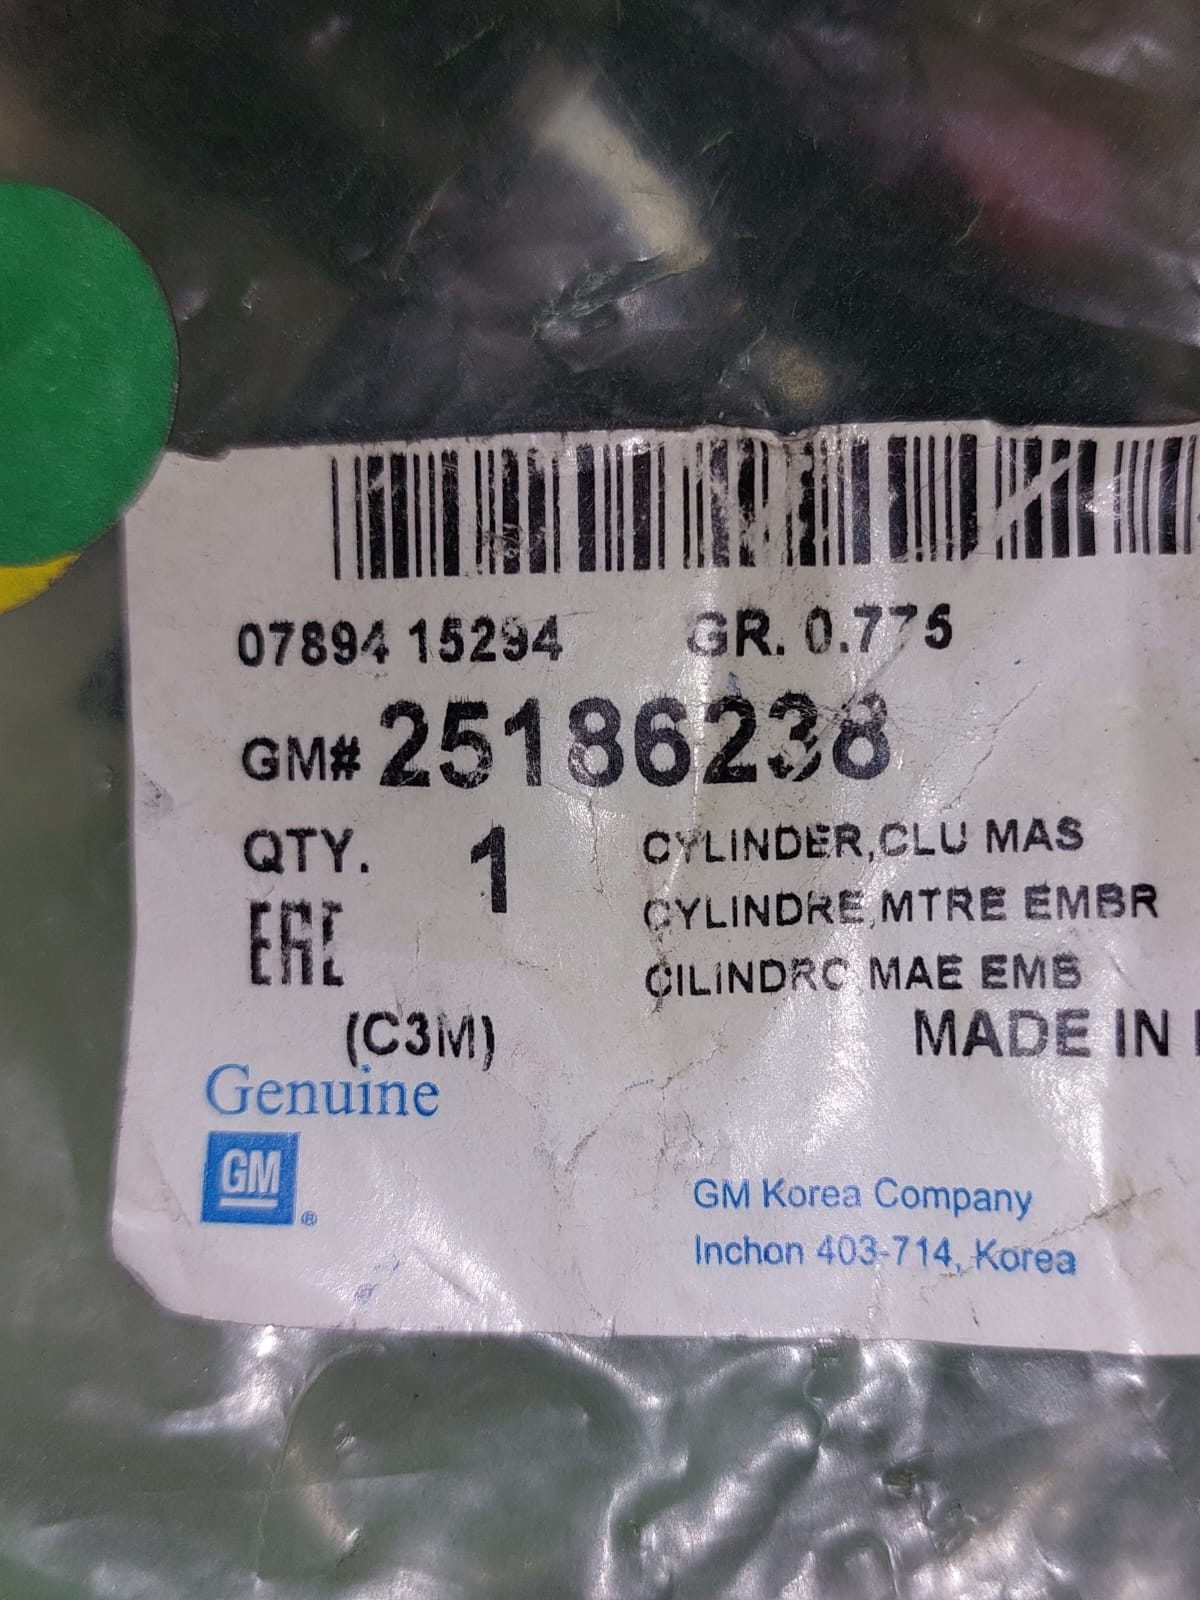 07894 15294 GR. 0.775
GM# 25186238
QTY. 1 CYLINDER,CLU MAS
CYLINDRE,MTRE EMBR
EAC CILINDRO MAE EMB
(C3M) MADE IN
Genuine
GM ®
GM Korea Company
Inchon 403-714, Korea